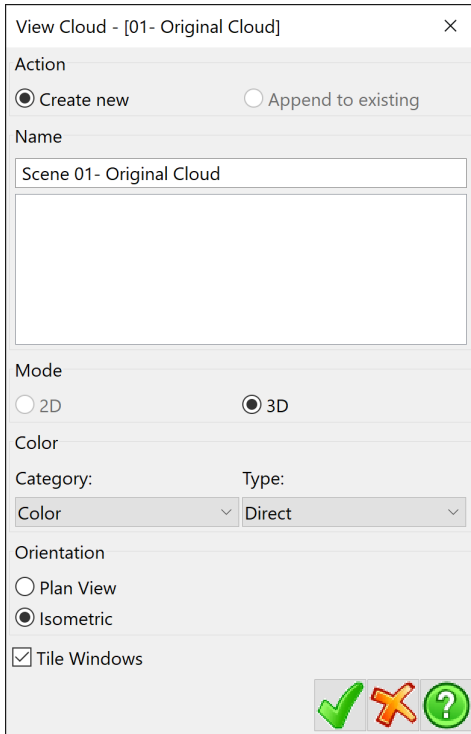 View Cloud - [01- Original Cloud]
Action
Create new Append to existing
Name
Scene 01- Original Cloud
Mode
2D 3D
Color
Category: Type:
Color Direct
Orientation
Plan View
Isometric
Tile Windows
?